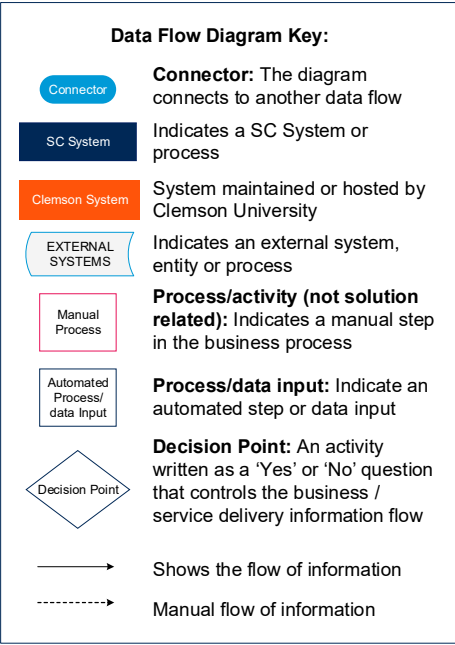 Data Flow Diagram Key:
Connector
Connector: The diagram
connects to another data flow
SC System
Indicates a SC System or
process
Clemson System
System maintained or hosted by
Clemson University
EXTERNAL
SYSTEMS
Indicates an external system,
entity or process
Manual
Process
Process/activity (not solution
related): Indicates a manual step
in the business process
Automated
Process/
data Input
Process/data input: Indicate an
automated step or data input
Decision Point
Decision Point: An activity
written as a ‘Yes’ or ‘No’ question
that controls the business /
service delivery information flow
Shows the flow of information
Manual flow of information